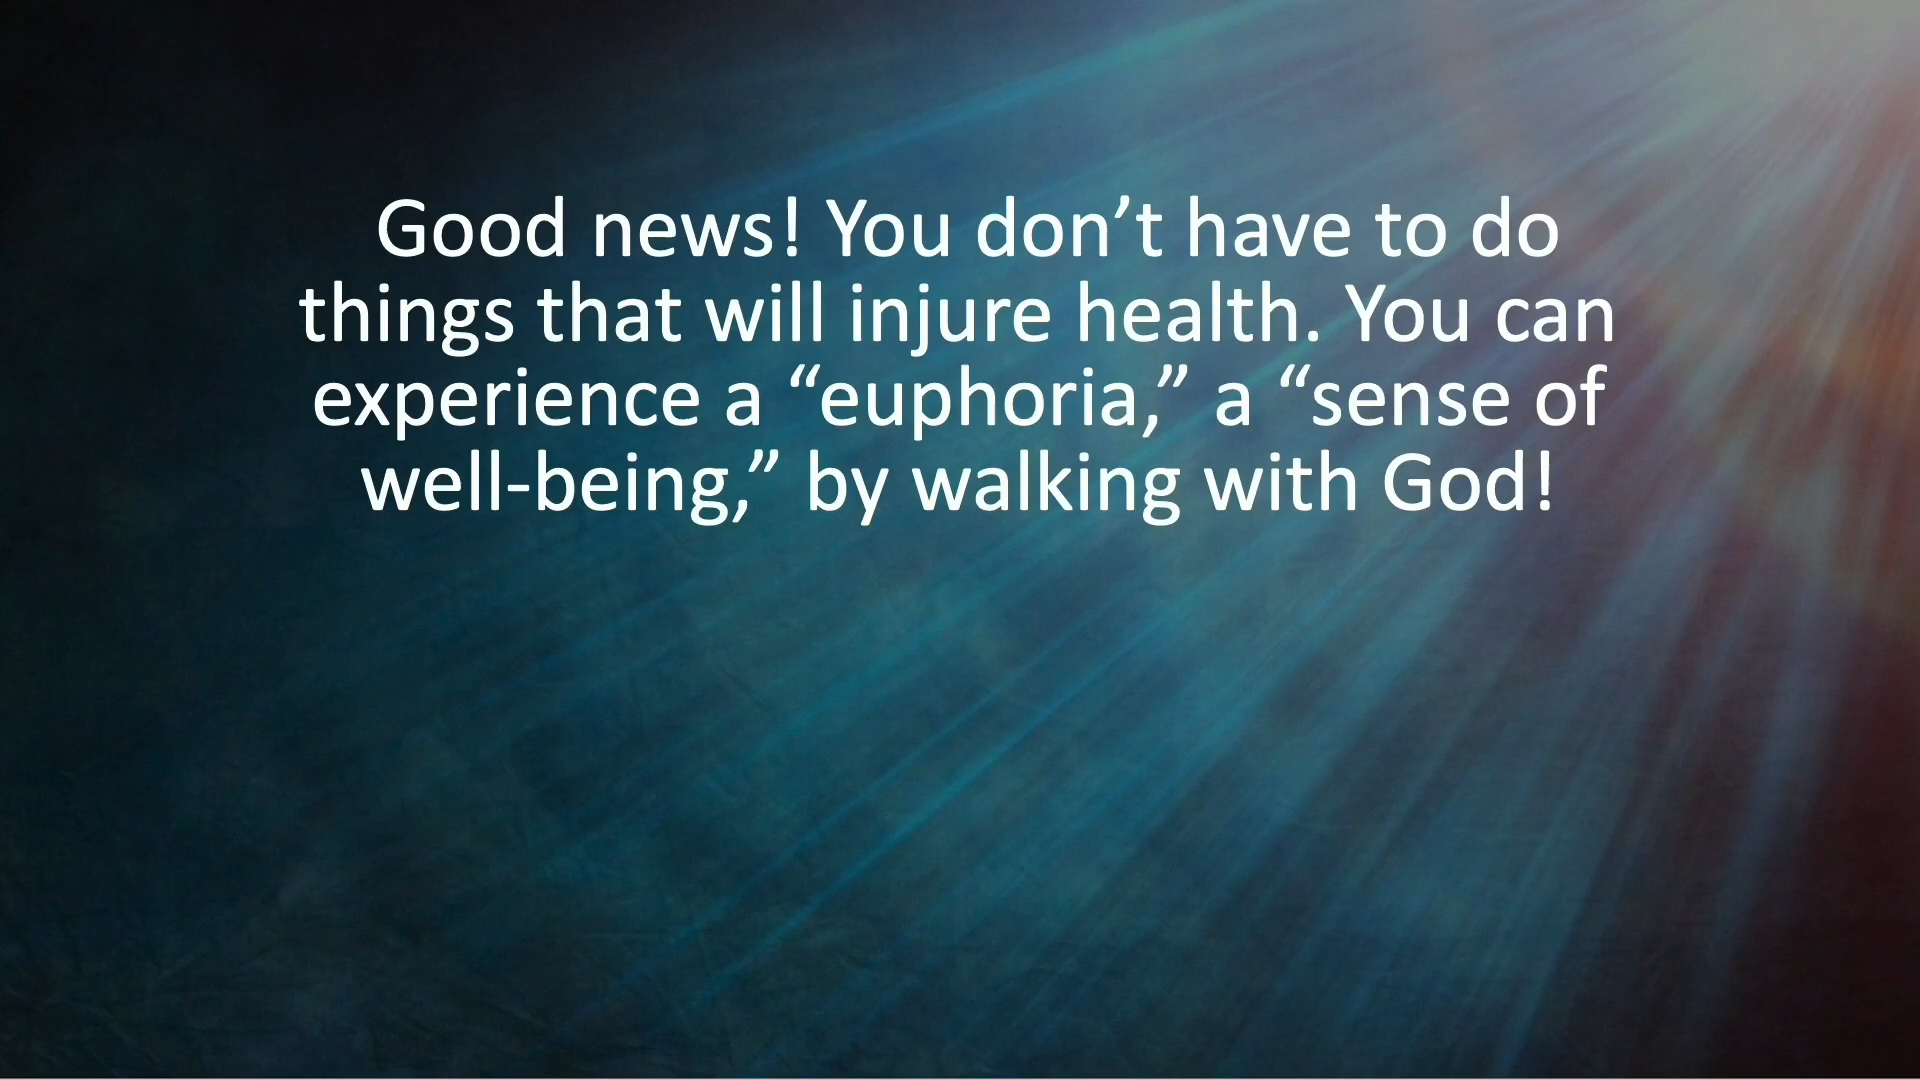 Good news! You don’t have to do
things that will injure health. You can
experience a “euphoria,” a “sense of
well-being,” by walking with God!